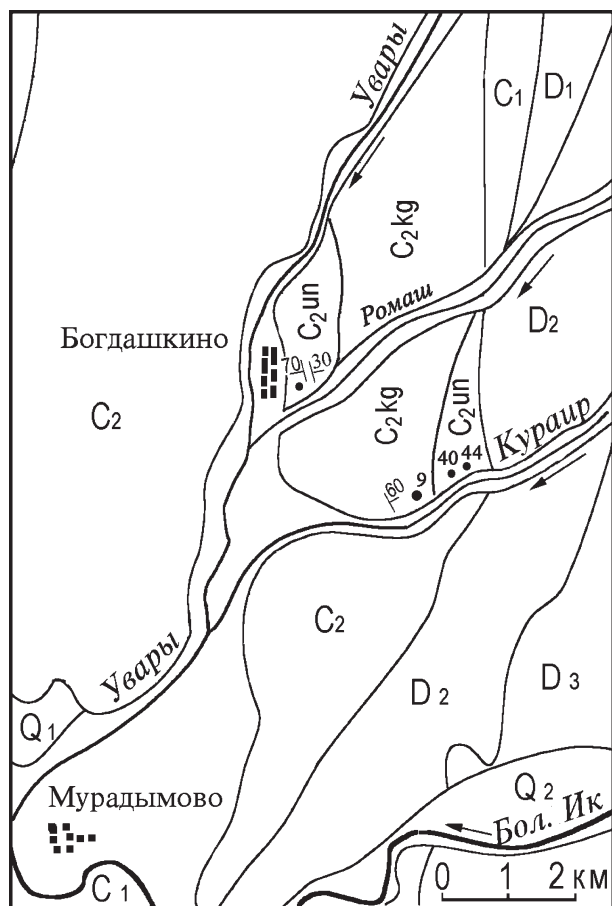 Увары
C₁
D₁
C₂kg
Ромаш
C₂un
Богдашкино
70
30
D₂
C₂
C₂kg
C₂un
Кураир
40
44
9
60
C₂
Увары
D₂
D₃
Q₁
Q₂
Мурадымово
Бол. Ик
C₁
0 1 2 км